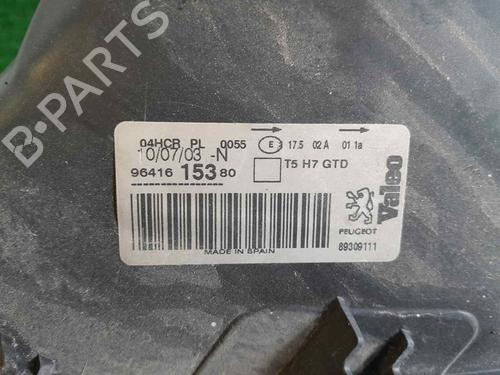 04HCR PL 0055
10/07/03 -N
96416 153 80
E 17.5 02A 01 1a
T5 H7 GTD
Valeo
PEUGEOT
89309111
MADE IN SPAIN
B-PARTS